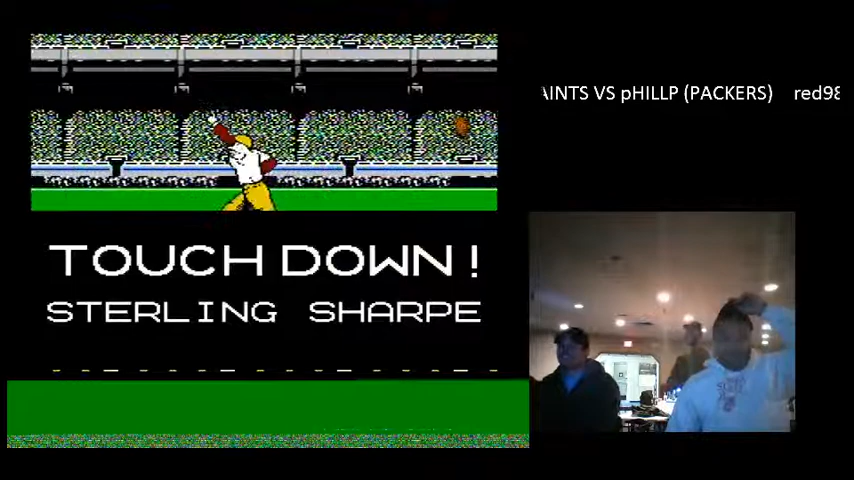 AINTS VS pHILLP (PACKERS) red98
TOUCH DOWN!
STERLING SHARPE